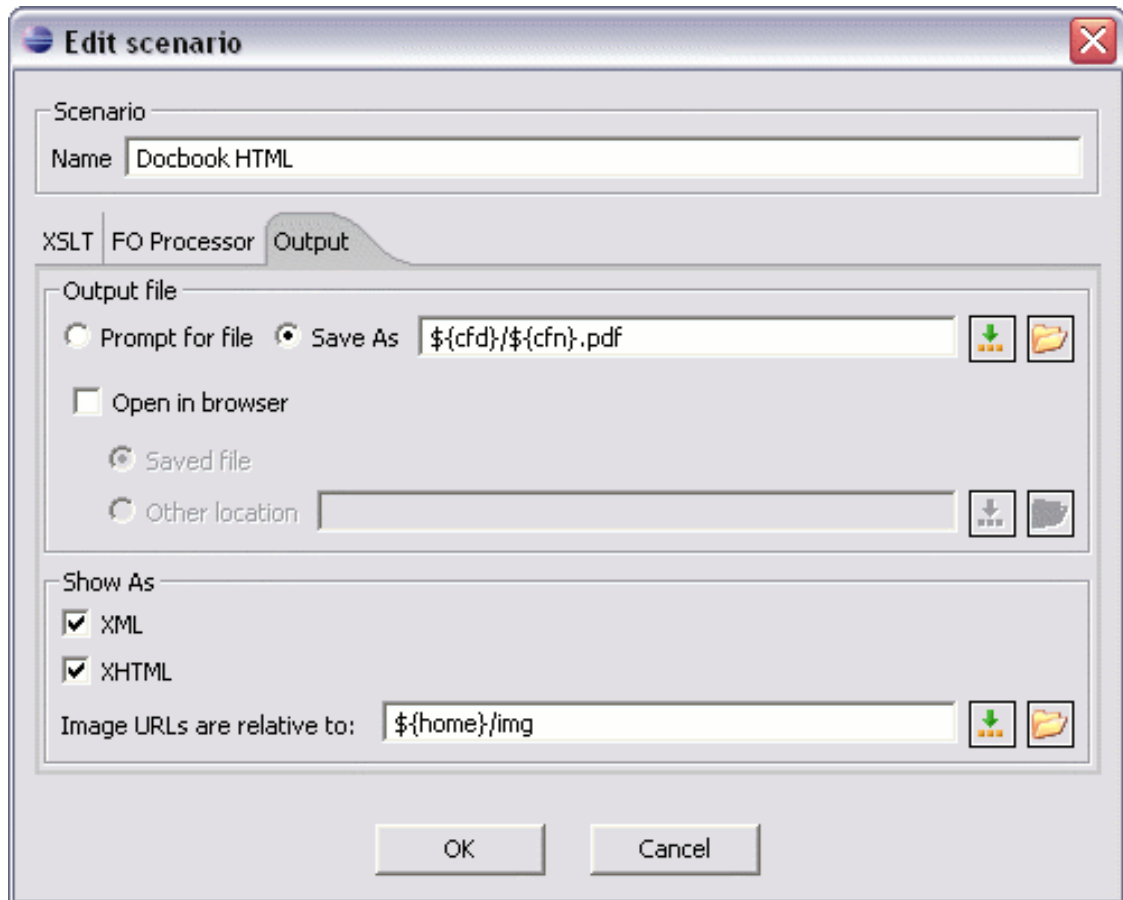 Edit scenario
Scenario
Name Docbook HTML
XSLT FO Processor Output
Output file
Prompt for file Save As ${cfd}/${cfn}.pdf
Open in browser
Saved file
Other location
Show As
XML
XHTML
Image URLs are relative to: ${home}/img
OK Cancel